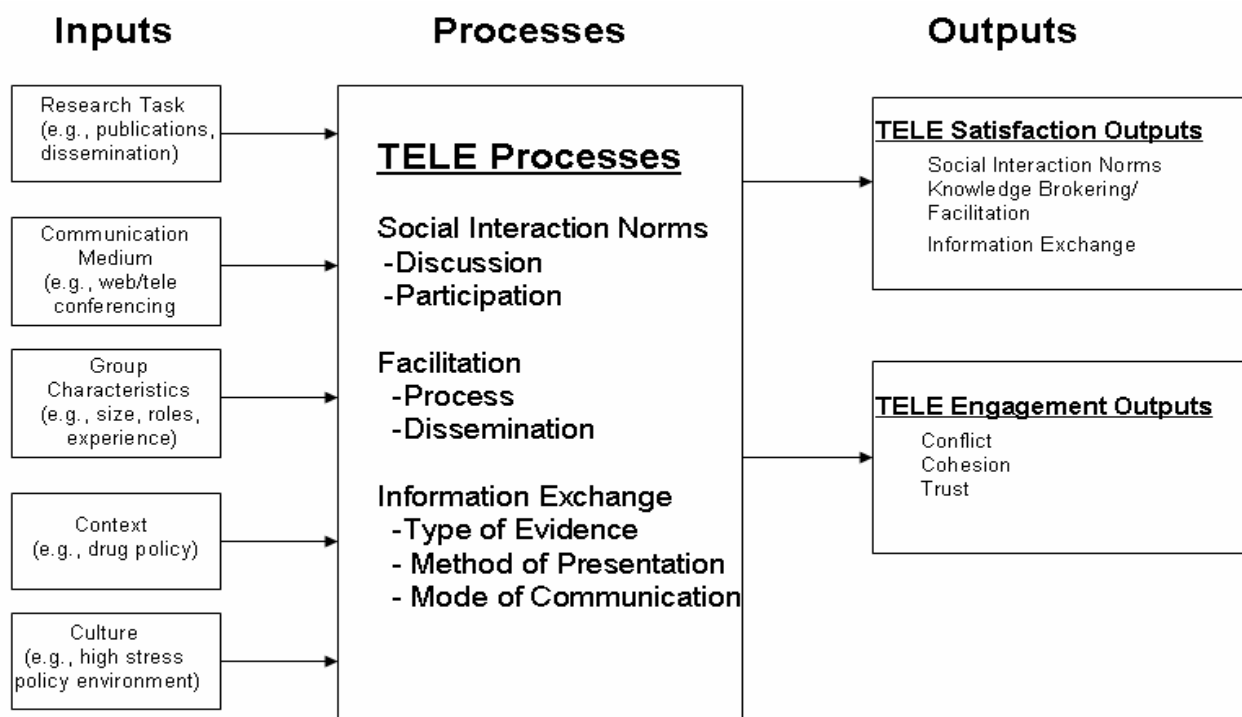 Inputs
Processes
Outputs
Research Task
(e.g., publications,
dissemination)
Communication
Medium
(e.g., web/tele
conferencing
Group
Characteristics
(e.g., size, roles,
experience)
Context
(e.g., drug policy)
Culture
(e.g., high stress
policy environment)
TELE Processes
Social Interaction Norms
-Discussion
-Participation
Facilitation
-Process
-Dissemination
Information Exchange
-Type of Evidence
- Method of Presentation
- Mode of Communication
TELE Satisfaction Outputs
Social Interaction Norms
Knowledge Brokering/
Facilitation
Information Exchange
TELE Engagement Outputs
Conflict
Cohesion
Trust